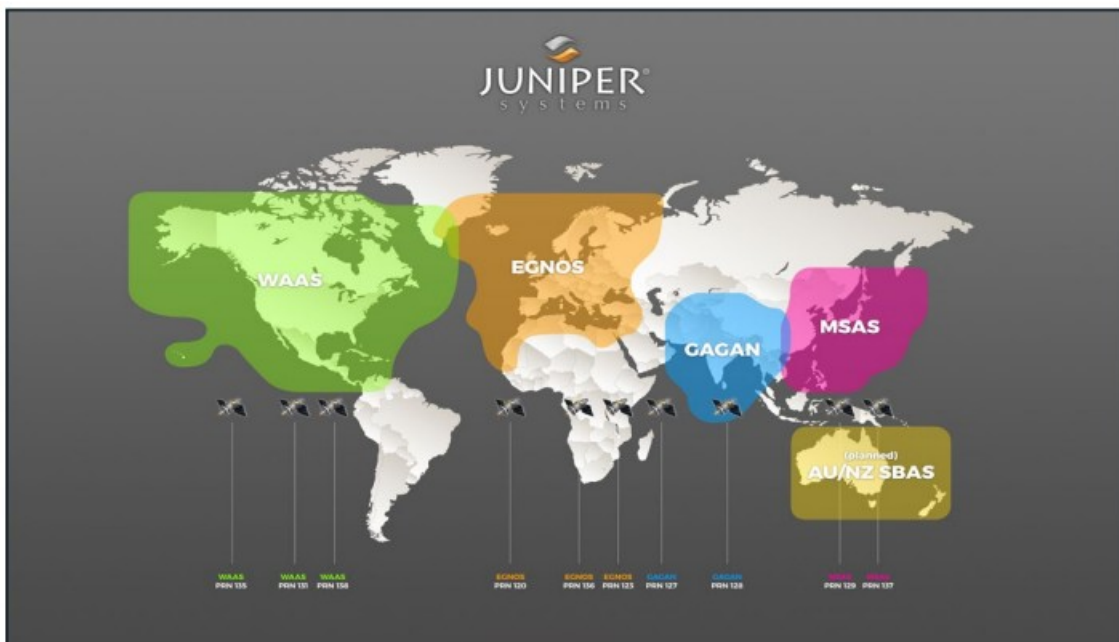 JUNIPER®
systems
WAAS
EGNOS
GAGAN
MSAS
(planned)
AU/NZ SBAS
WAAS
PRN 135
WAAS
PRN 131
WAAS
PRN 138
EGNOS
PRN 120
EGNOS
PRN 136
EGNOS
PRN 123
GAGAN
PRN 127
GAGAN
PRN 128
MSAS
PRN 129
MSAS
PRN 137